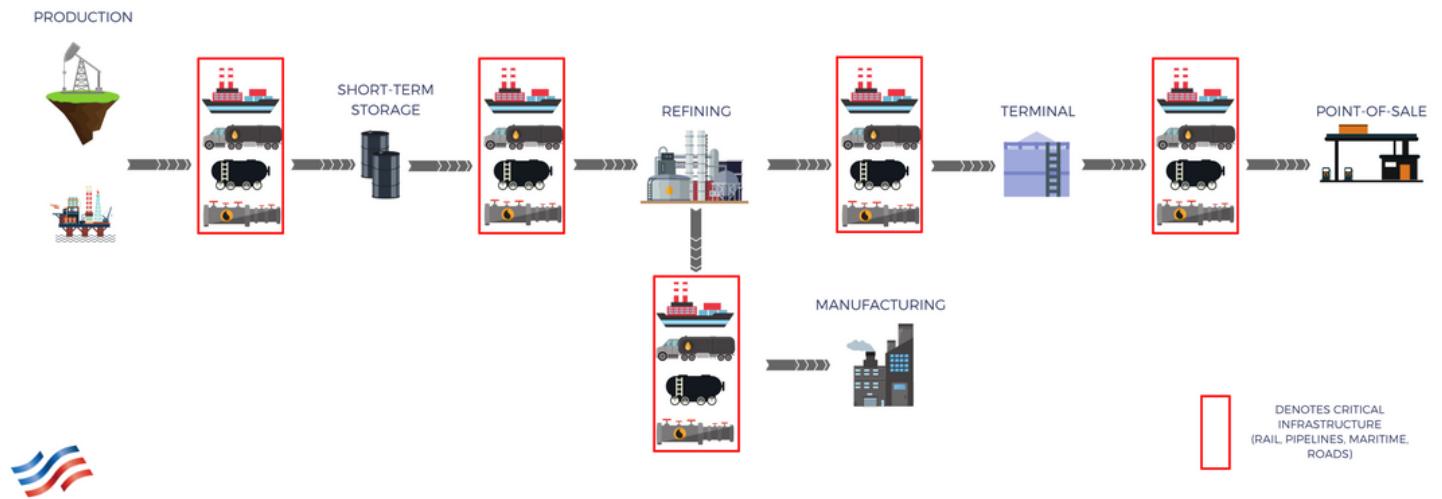 PRODUCTION
SHORT-TERM
STORAGE
REFINING
TERMINAL
POINT-OF-SALE
MANUFACTURING
DENOTES CRITICAL
INFRASTRUCTURE
(RAIL, PIPELINES, MARITIME,
ROADS)